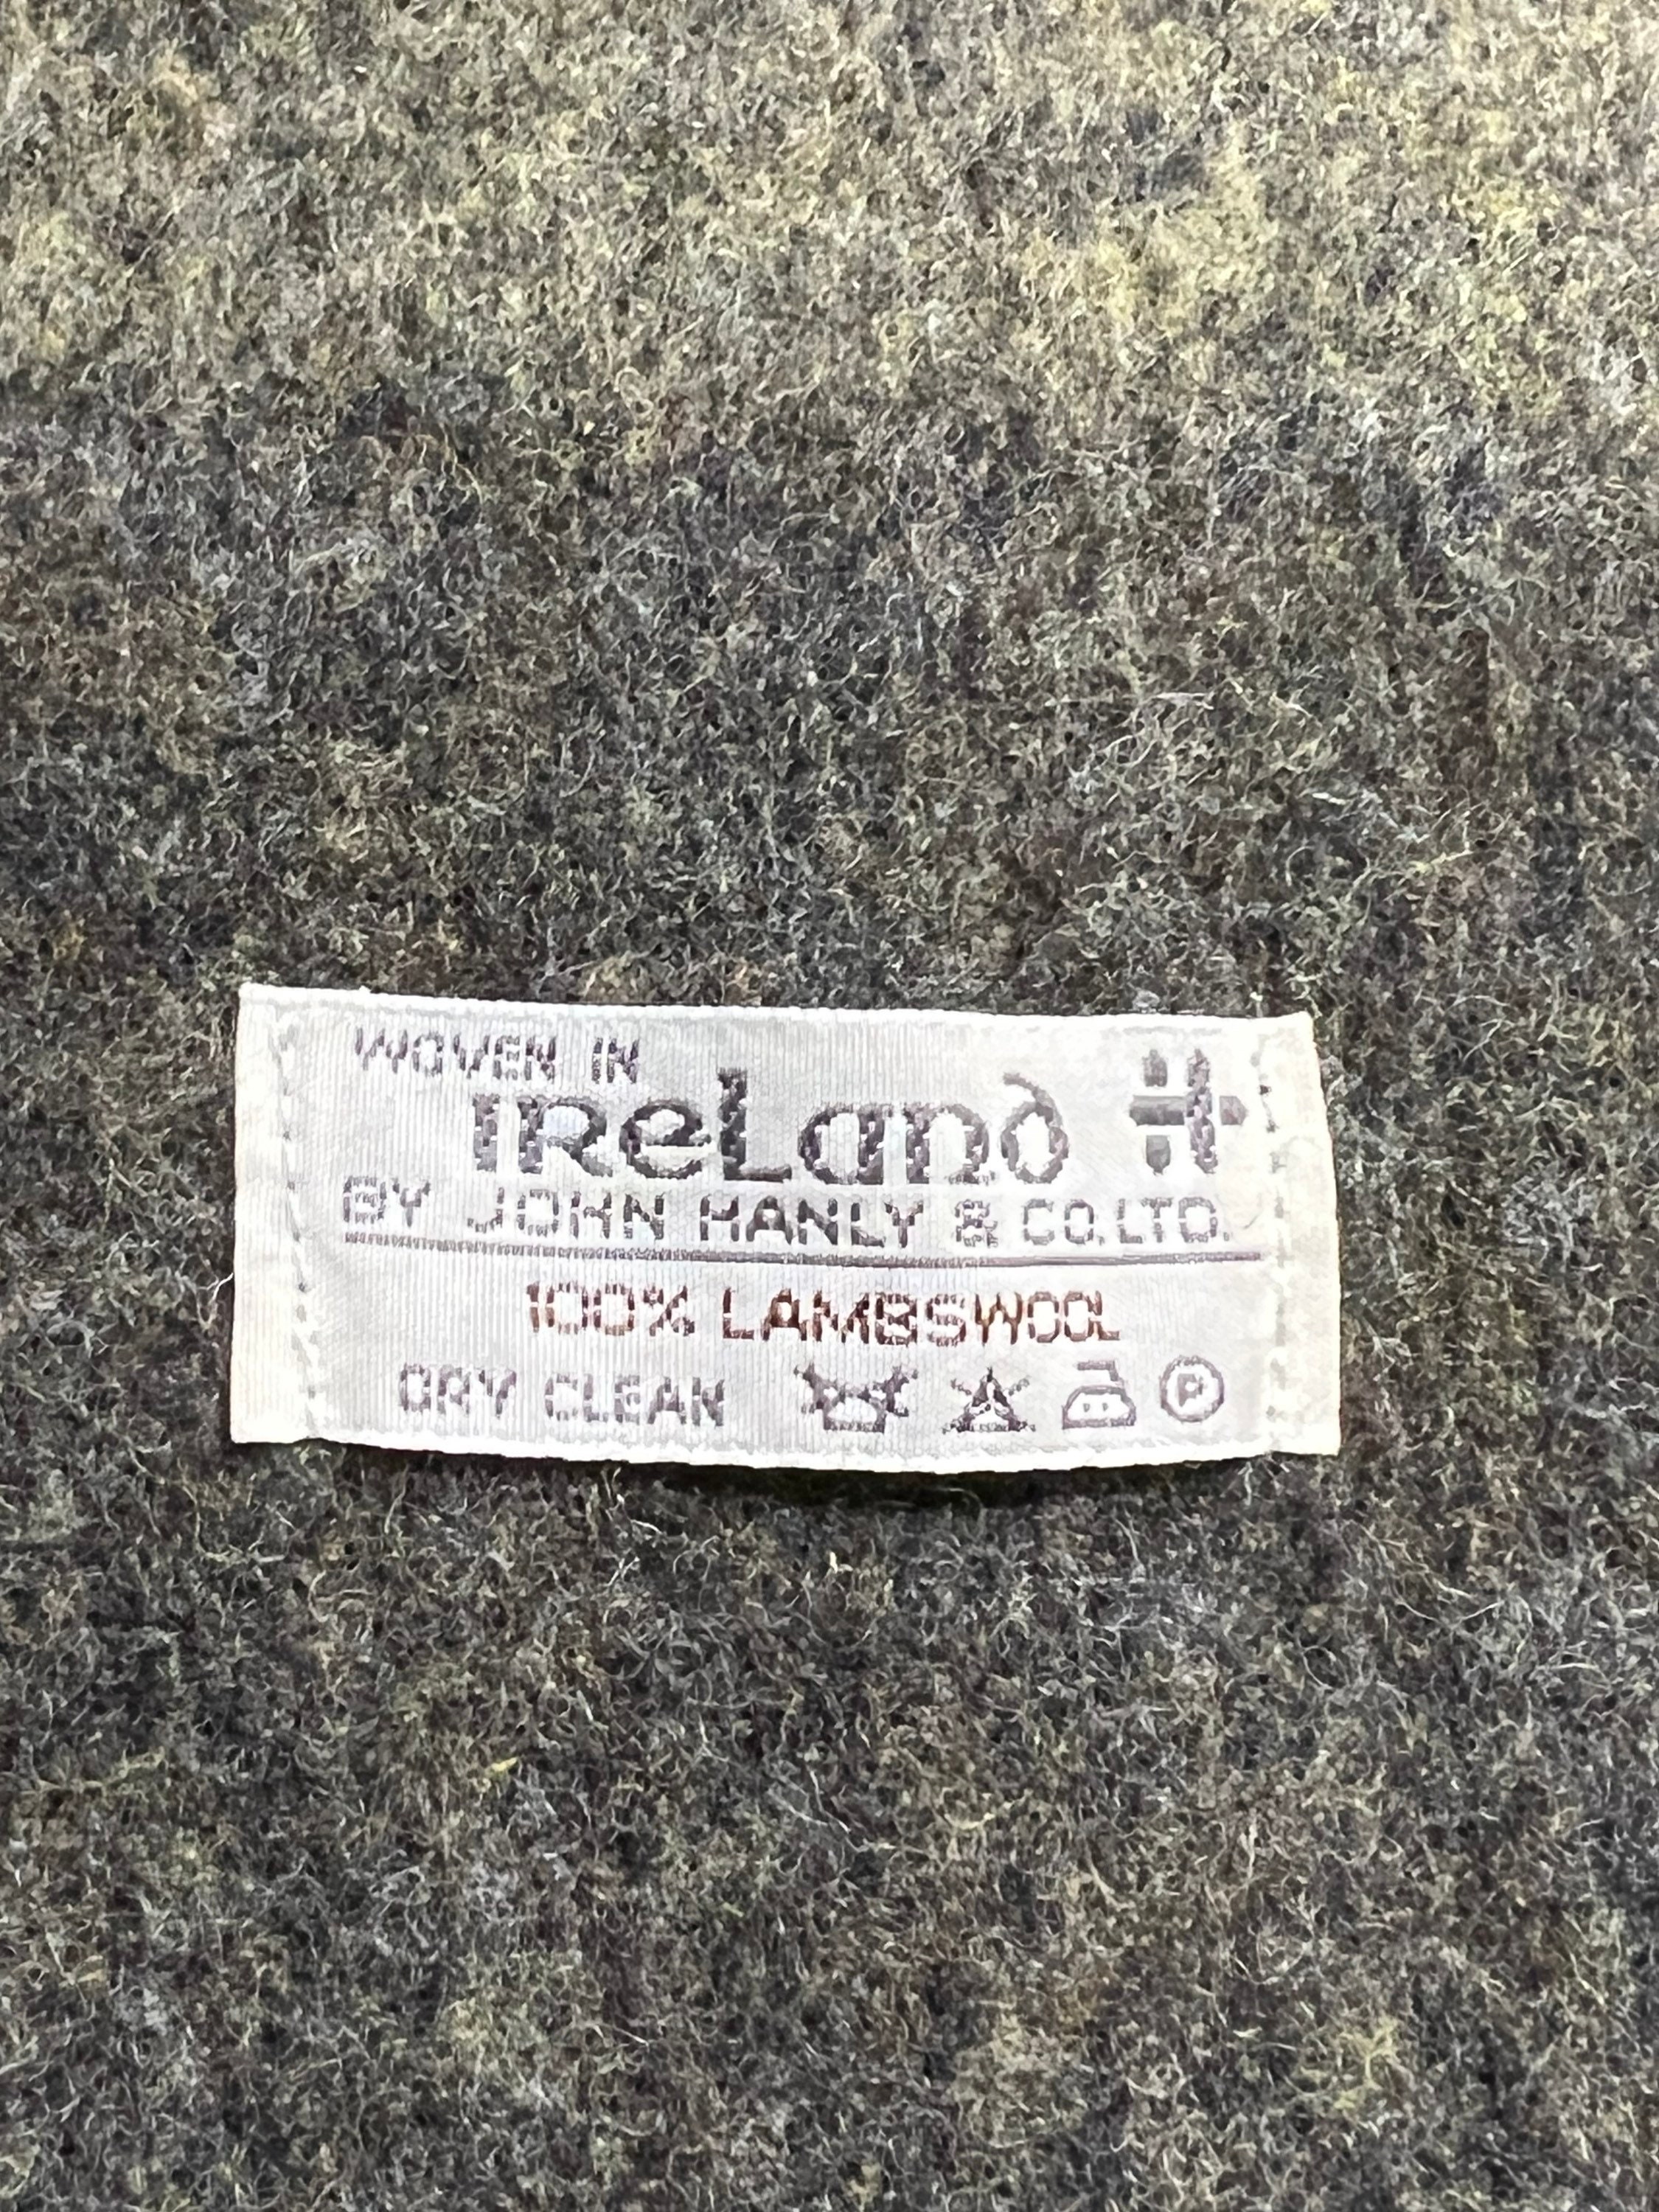 WOVEN IN
IReLand
BY JOHN HANLY & CO. LTD.
100% LAMBSWOOL
DRY CLEAN P